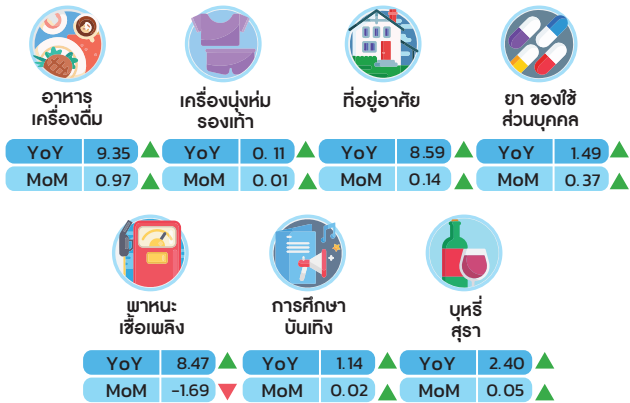 อาหาร
เครื่องดื่ม
YoY 9.35
MoM 0.97
เครื่องนุ่งห่ม
รองเท้า
YoY 0.11
MoM 0.01
ที่อยู่อาศัย
YoY 8.59
MoM 0.14
ยา ของใช้
ส่วนบุคคล
YoY 1.49
MoM 0.37
พาหนะ
เชื้อเพลิง
YoY 8.47
MoM -1.69
การศึกษา
บันเทิง
YoY 1.14
MoM 0.02
บุหรี่
สุรา
YoY 2.40
MoM 0.05